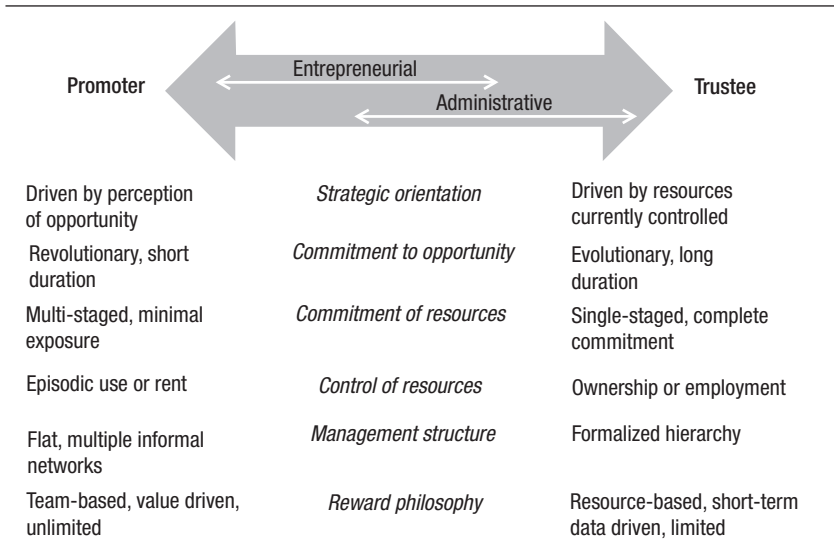 Entrepreneurial
Promoter
Trustee
Administrative
Driven by perception
of opportunity
Strategic orientation
Driven by resources
currently controlled
Revolutionary, short
duration
Commitment to opportunity
Evolutionary, long
duration
Multi-staged, minimal
exposure
Commitment of resources
Single-staged, complete
commitment
Episodic use or rent
Control of resources
Ownership or employment
Flat, multiple informal
networks
Management structure
Formalized hierarchy
Team-based, value driven,
unlimited
Reward philosophy
Resource-based, short-term
data driven, limited